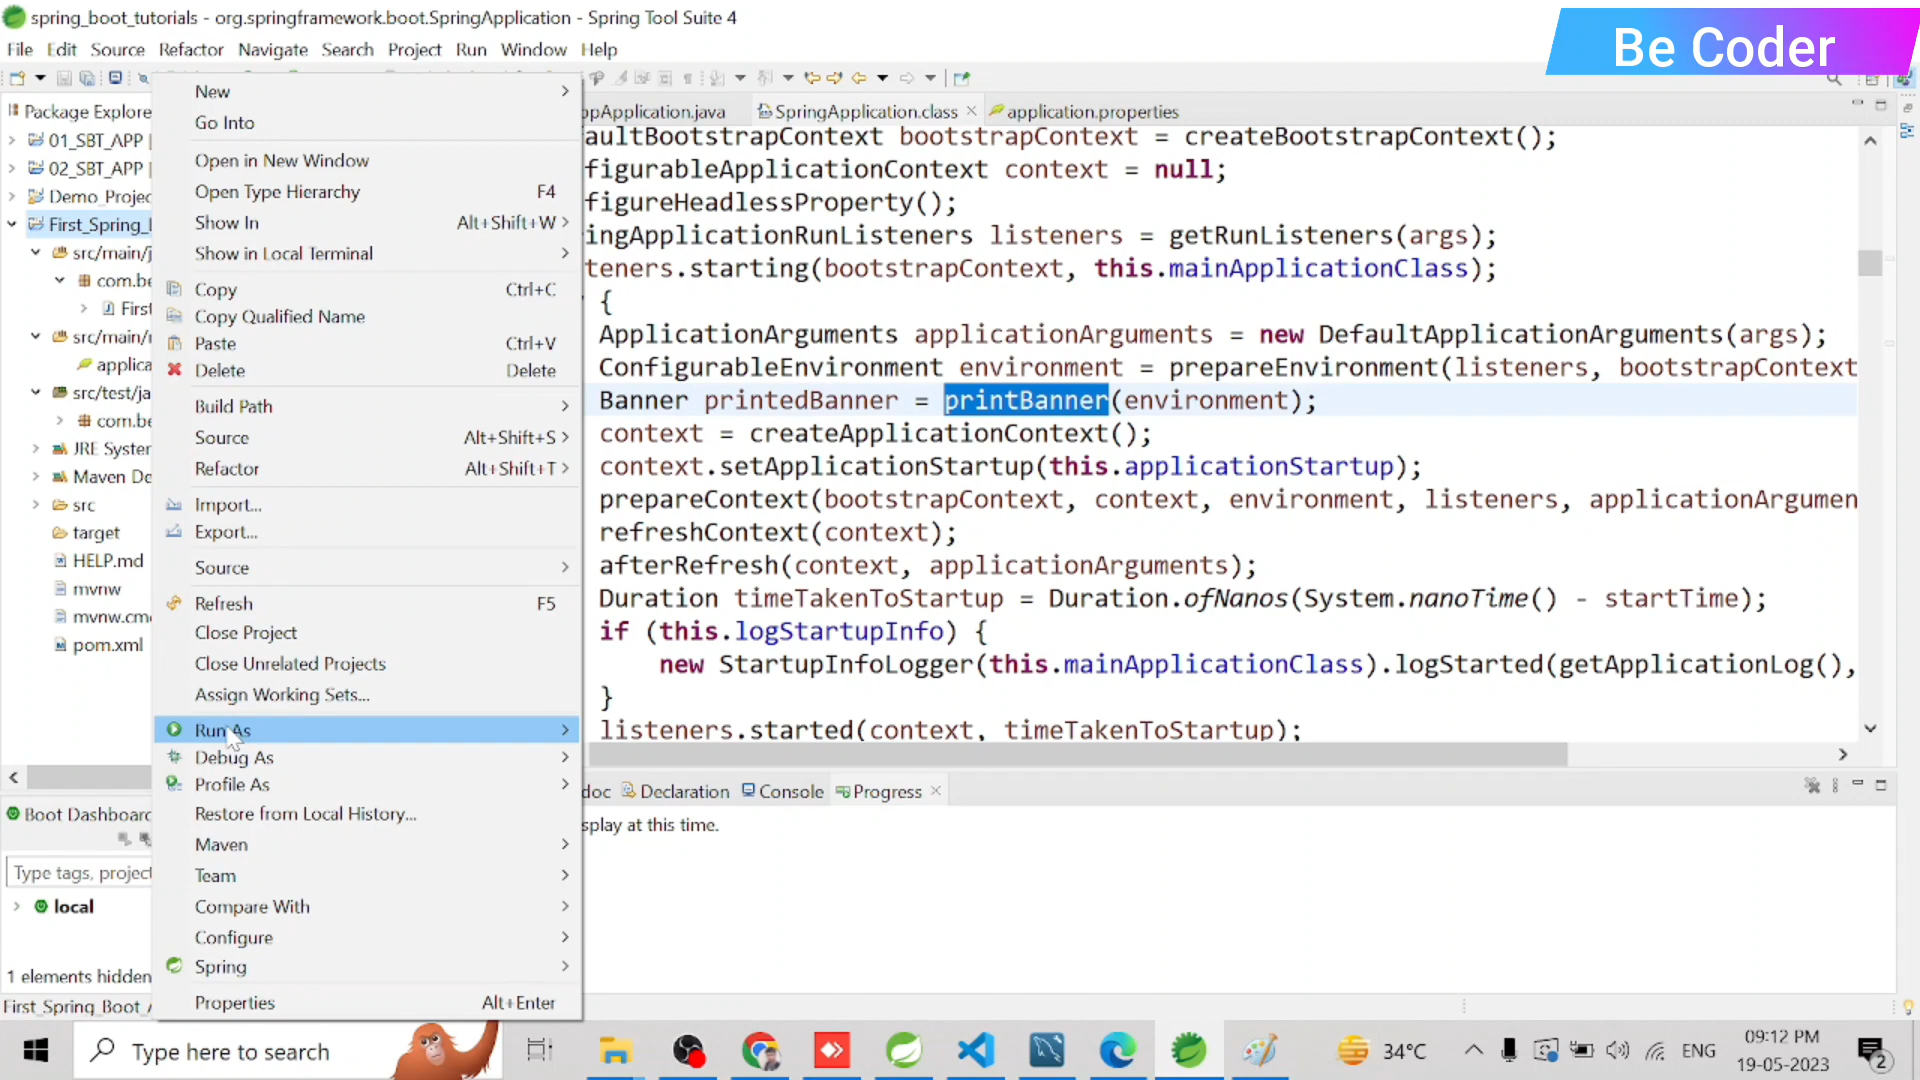 spring_boot_tutorials - org.springframework.boot.SpringApplication - Spring Tool Suite 4
Be Coder
File Edit Source Refactor Navigate Search Project Run Window Help
Package Explore
01_SBT_APP [
02_SBT_APP [
Demo_Projec
First_Spring_
src/main/j
com.be
First
src/main/r
applica
src/test/ja
com.be
JRE System
Maven De
src
target
HELP.md
mvnw
mvnw.cm
pom.xml
New
Go Into
Open in New Window
Open Type Hierarchy F4
Show In Alt+Shift+W
Show in Local Terminal
Copy Ctrl+C
Copy Qualified Name
Paste Ctrl+V
Delete Delete
Build Path
Source Alt+Shift+S
Refactor Alt+Shift+T
Import...
Export...
Source
Refresh F5
Close Project
Close Unrelated Projects
Assign Working Sets...
Run As
Debug As
Profile As
Restore from Local History...
Maven
Team
Compare With
Configure
Spring
Properties Alt+Enter
ppApplication.java SpringApplication.class application.properties
faultBootstrapContext bootstrapContext = createBootstrapContext();
figurableApplicationContext context = null;
figureHeadlessProperty();
ingApplicationRunListeners listeners = getRunListeners(args);
teners.starting(bootstrapContext, this.mainApplicationClass);
{
ApplicationArguments applicationArguments = new DefaultApplicationArguments(args);
ConfigurableEnvironment environment = prepareEnvironment(listeners, bootstrapContext
Banner printedBanner = printBanner(environment);
context = createApplicationContext();
context.setApplicationStartup(this.applicationStartup);
prepareContext(bootstrapContext, context, environment, listeners, applicationArgumen
refreshContext(context);
afterRefresh(context, applicationArguments);
Duration timeTakenToStartup = Duration.ofNanos(System.nanoTime() - startTime);
if (this.logStartupInfo) {
new StartupInfoLogger(this.mainApplicationClass).logStarted(getApplicationLog(),
}
listeners.started(context, timeTakenToStartup);
doc Declaration Console Progress
splay at this time.
Boot Dashboard
Type tags, project
local
1 elements hidden
First_Spring_Boot_
Type here to search
34°C
ENG
09:12 PM
19-05-2023
2